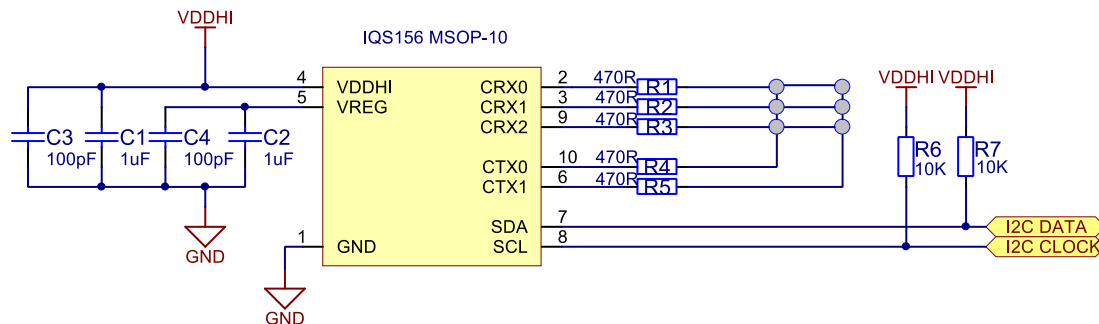 VDDHI
IQS156 MSOP-10
4 VDDHI
5 VREG
1 GND
CRX0 2
CRX1 3
CRX2 9
CTX0 10
CTX1 6
SDA 7
SCL 8
470R R1
470R R2
470R R3
470R R4
470R R5
VDDHI VDDHI
R6
10K
R7
10K
C3
100pF
C1
1uF
C4
100pF
C2
1uF
GND
GND
I2C DATA
I2C CLOCK